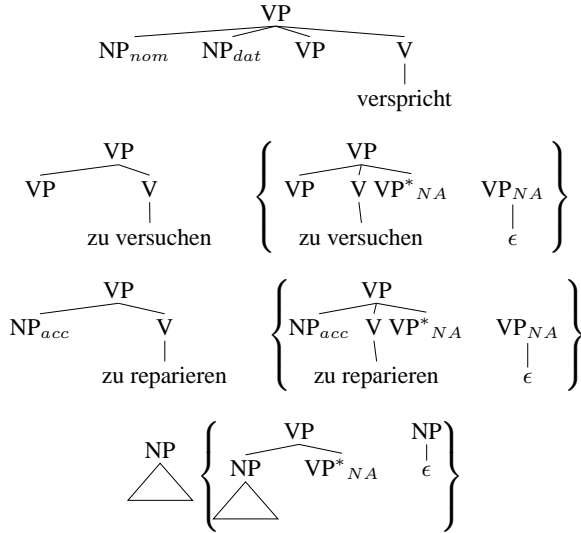 VP
NP_nom NP_dat VP V
verspricht
VP VP
VP V VP V VP*_NA VP_NA
zu versuchen zu versuchen ϵ
VP VP
NP_acc V NP_acc V VP*_NA VP_NA
zu reparieren zu reparieren ϵ
VP NP
NP NP VP*_NA ϵ